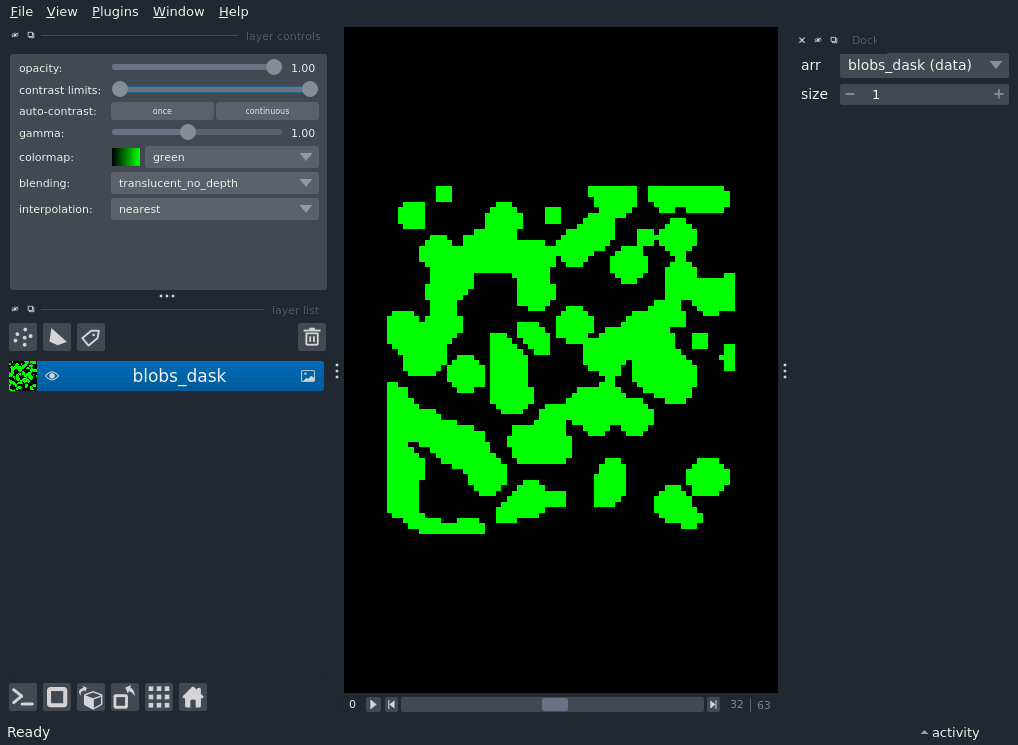 File View Plugins Window Help
layer controls
opacity: 1.00
contrast limits:
auto-contrast: once continuous
gamma: 1.00
colormap: green
blending: translucent_no_depth
interpolation: nearest
layer list
blobs_dask
0 32 63
Ready
Dock
arr blobs_dask (data)
size 1
activity